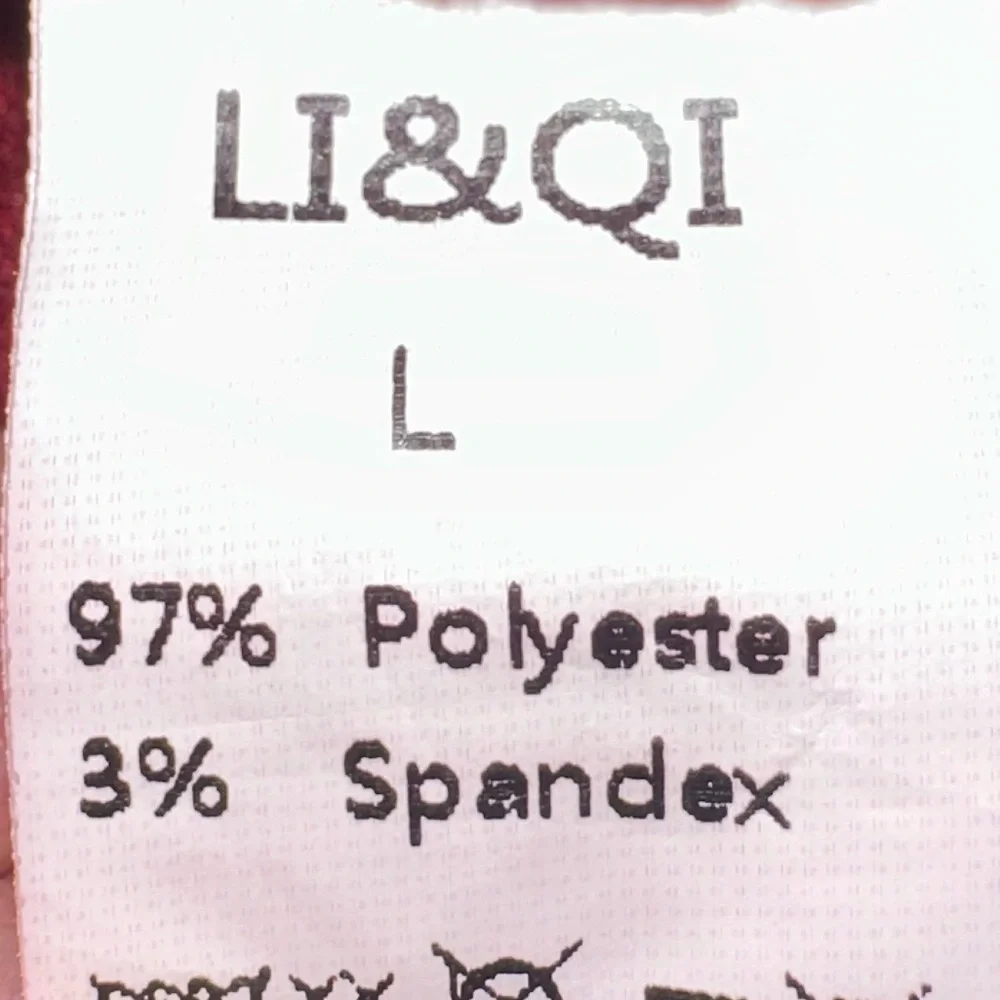 LI&QI
L
97% Polyester
3% Spandex